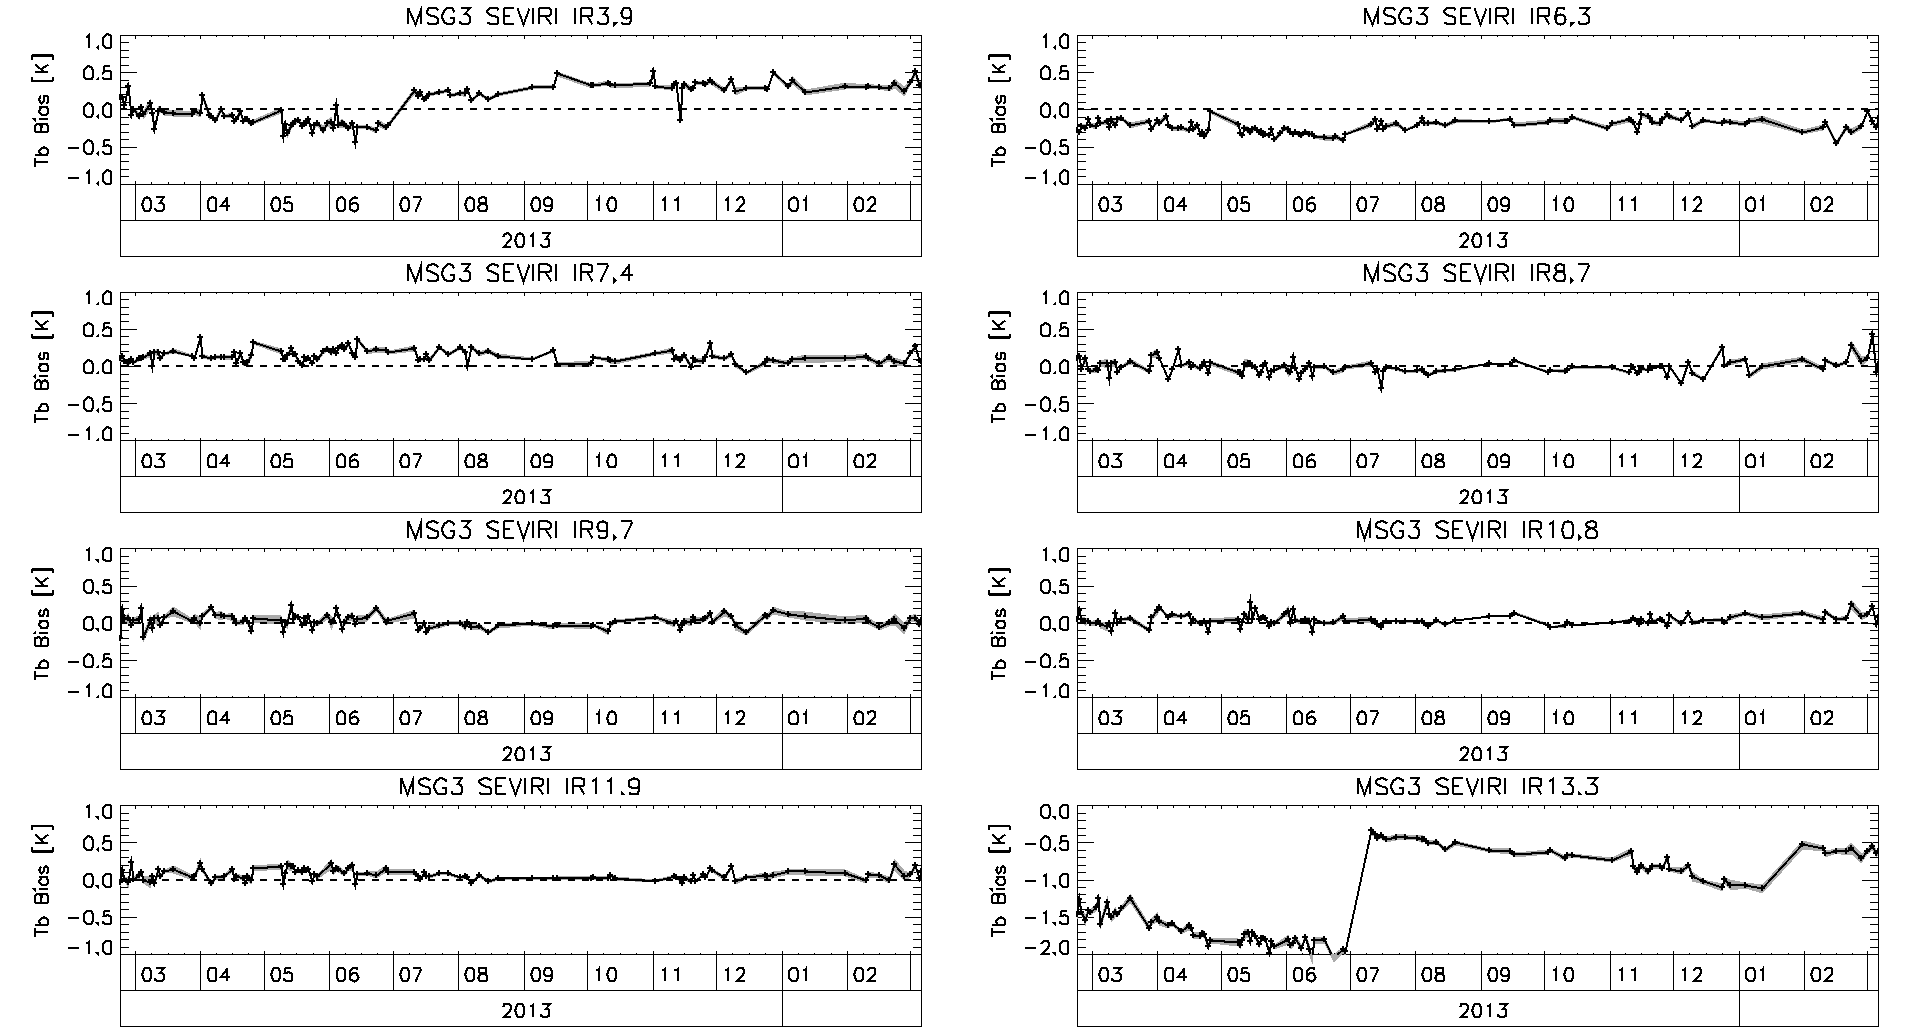 MSG3 SEVIRI IR3.9
Tb Bias [K]
1.0
0.5
0.0
−0.5
−1.0
03 04 05 06 07 08 09 10 11 12 01 02
2013
MSG3 SEVIRI IR6.3
Tb Bias [K]
1.0
0.5
0.0
−0.5
−1.0
03 04 05 06 07 08 09 10 11 12 01 02
2013
MSG3 SEVIRI IR7.4
Tb Bias [K]
1.0
0.5
0.0
−0.5
−1.0
03 04 05 06 07 08 09 10 11 12 01 02
2013
MSG3 SEVIRI IR8.7
Tb Bias [K]
1.0
0.5
0.0
−0.5
−1.0
03 04 05 06 07 08 09 10 11 12 01 02
2013
MSG3 SEVIRI IR9.7
Tb Bias [K]
1.0
0.5
0.0
−0.5
−1.0
03 04 05 06 07 08 09 10 11 12 01 02
2013
MSG3 SEVIRI IR10.8
Tb Bias [K]
1.0
0.5
0.0
−0.5
−1.0
03 04 05 06 07 08 09 10 11 12 01 02
2013
MSG3 SEVIRI IR11.9
Tb Bias [K]
1.0
0.5
0.0
−0.5
−1.0
03 04 05 06 07 08 09 10 11 12 01 02
2013
MSG3 SEVIRI IR13.3
Tb Bias [K]
0.0
−0.5
−1.0
−1.5
−2.0
03 04 05 06 07 08 09 10 11 12 01 02
2013